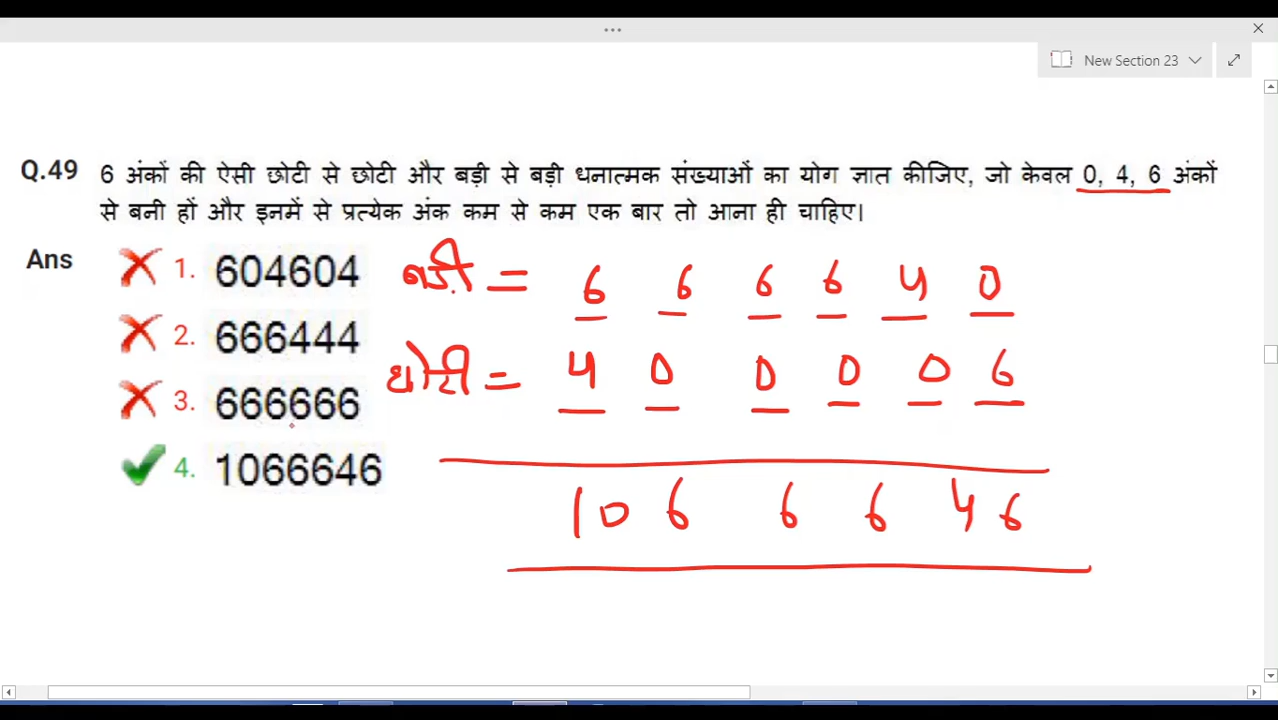 ...
New Section 23
Q.49 6 अंकों की ऐसी छोटी से छोटी और बड़ी से बड़ी धनात्मक संख्याओं का योग ज्ञात कीजिए, जो केवल 0, 4, 6 अंकों
से बनी हों और इनमें से प्रत्येक अंक कम से कम एक बार तो आना ही चाहिए।
Ans
1. 604604
2. 666444
3. 666666
4. 1066646
बड़ी = 6 6 6 6 4 0
छोटी = 4 0 0 0 0 6
10 6 6 6 4 6